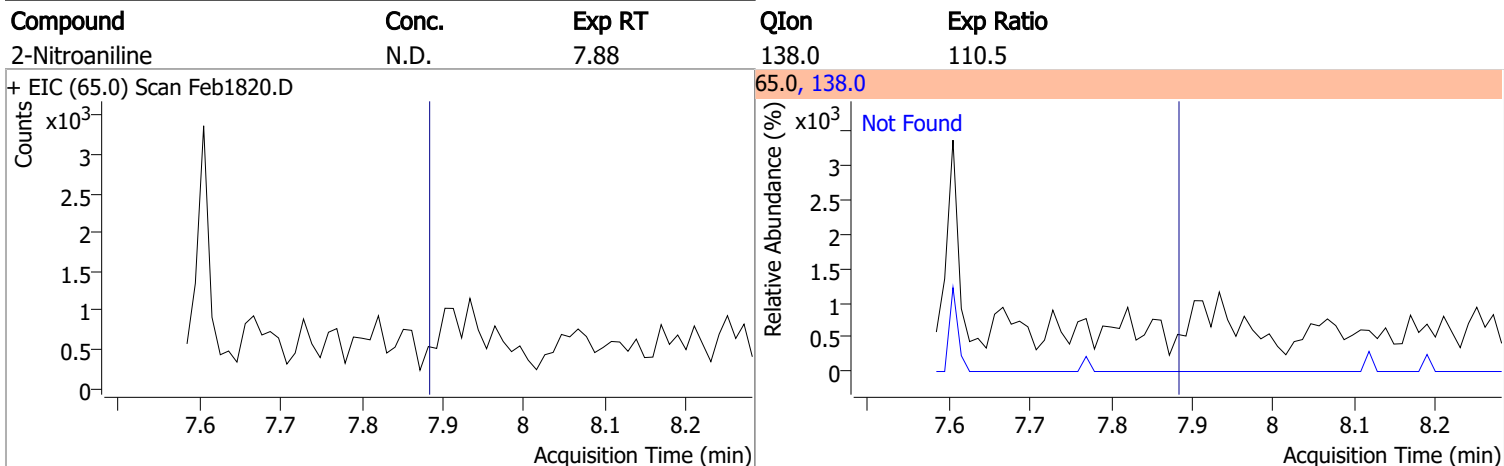 Compound Conc. Exp RT QIon Exp Ratio
2-Nitroaniline N.D. 7.88 138.0 110.5
+ EIC (65.0) Scan Feb1820.D
Counts
x10³
3
2.5
2
1.5
1
0.5
0
7.6 7.7 7.8 7.9 8 8.1 8.2
Acquisition Time (min)
65.0, 138.0
Relative Abundance (%)
x10³
Not Found
3
2.5
2
1.5
1
0.5
0
7.6 7.7 7.8 7.9 8 8.1 8.2
Acquisition Time (min)